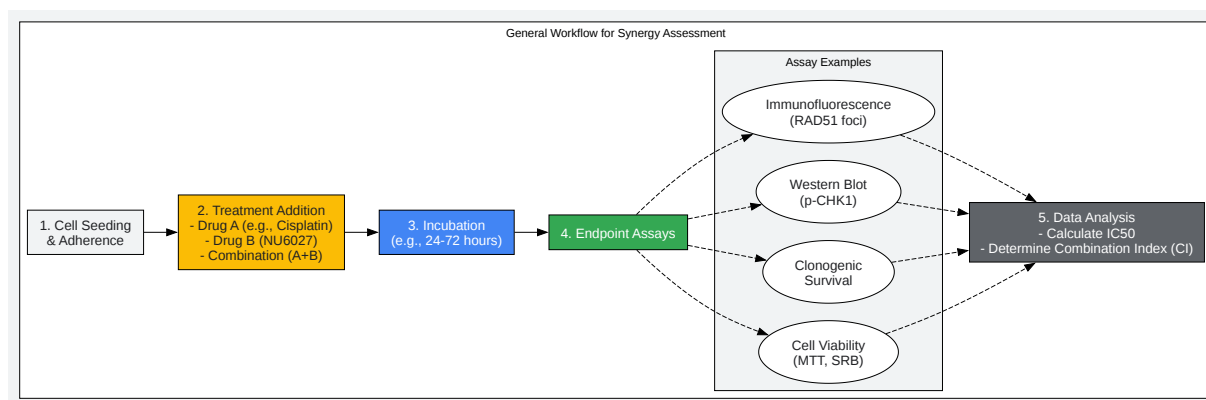 General Workflow for Synergy Assessment
Assay Examples
1. Cell Seeding
& Adherence
2. Treatment Addition
- Drug A (e.g., Cisplatin)
- Drug B (NU6027)
- Combination (A+B)
3. Incubation
(e.g., 24-72 hours)
4. Endpoint Assays
Immunofluorescence
(RAD51 foci)
Western Blot
(p-CHK1)
Clonogenic
Survival
Cell Viability
(MTT, SRB)
5. Data Analysis
- Calculate IC50
- Determine Combination Index (CI)